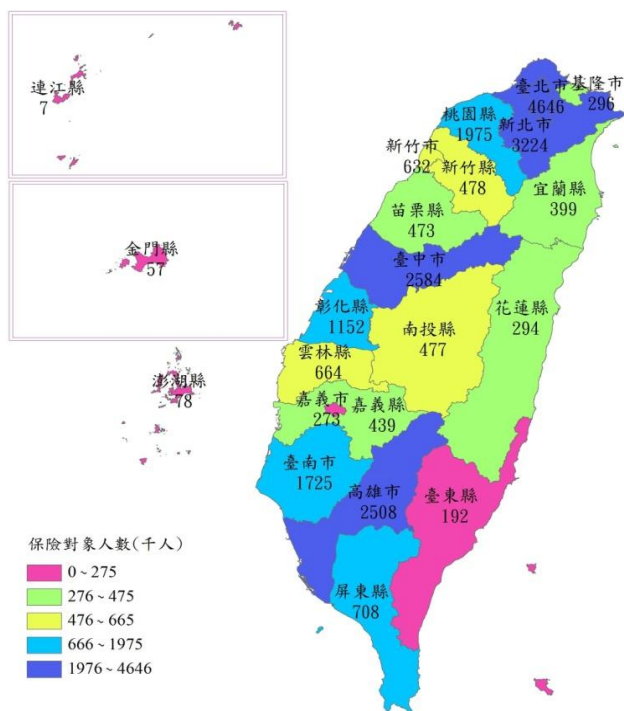 連江縣
7
金門縣
57
澎湖縣
78
臺北市
4646
基隆市
296
新北市
3224
桃園縣
1975
新竹市
632
新竹縣
478
宜蘭縣
399
苗栗縣
473
臺中市
2584
彰化縣
1152
南投縣
477
花蓮縣
294
雲林縣
664
嘉義市
273
嘉義縣
439
臺南市
1725
高雄市
2508
臺東縣
192
屏東縣
708
保險對象人數(千人)
0~275
276~475
476~665
666~1975
1976~4646